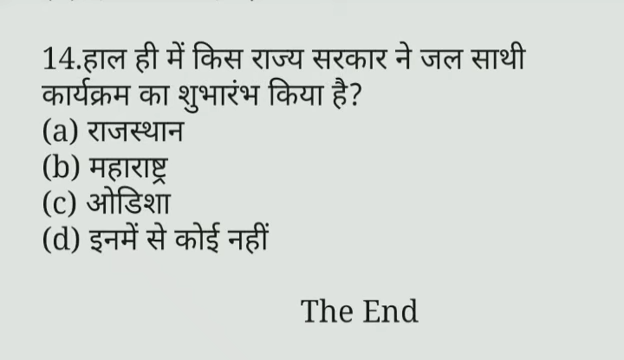 14.हाल ही में किस राज्य सरकार ने जल साथी
कार्यक्रम का शुभारंभ किया है?
(a) राजस्थान
(b) महाराष्ट्र
(c) ओडिशा
(d) इनमें से कोई नहीं
The End